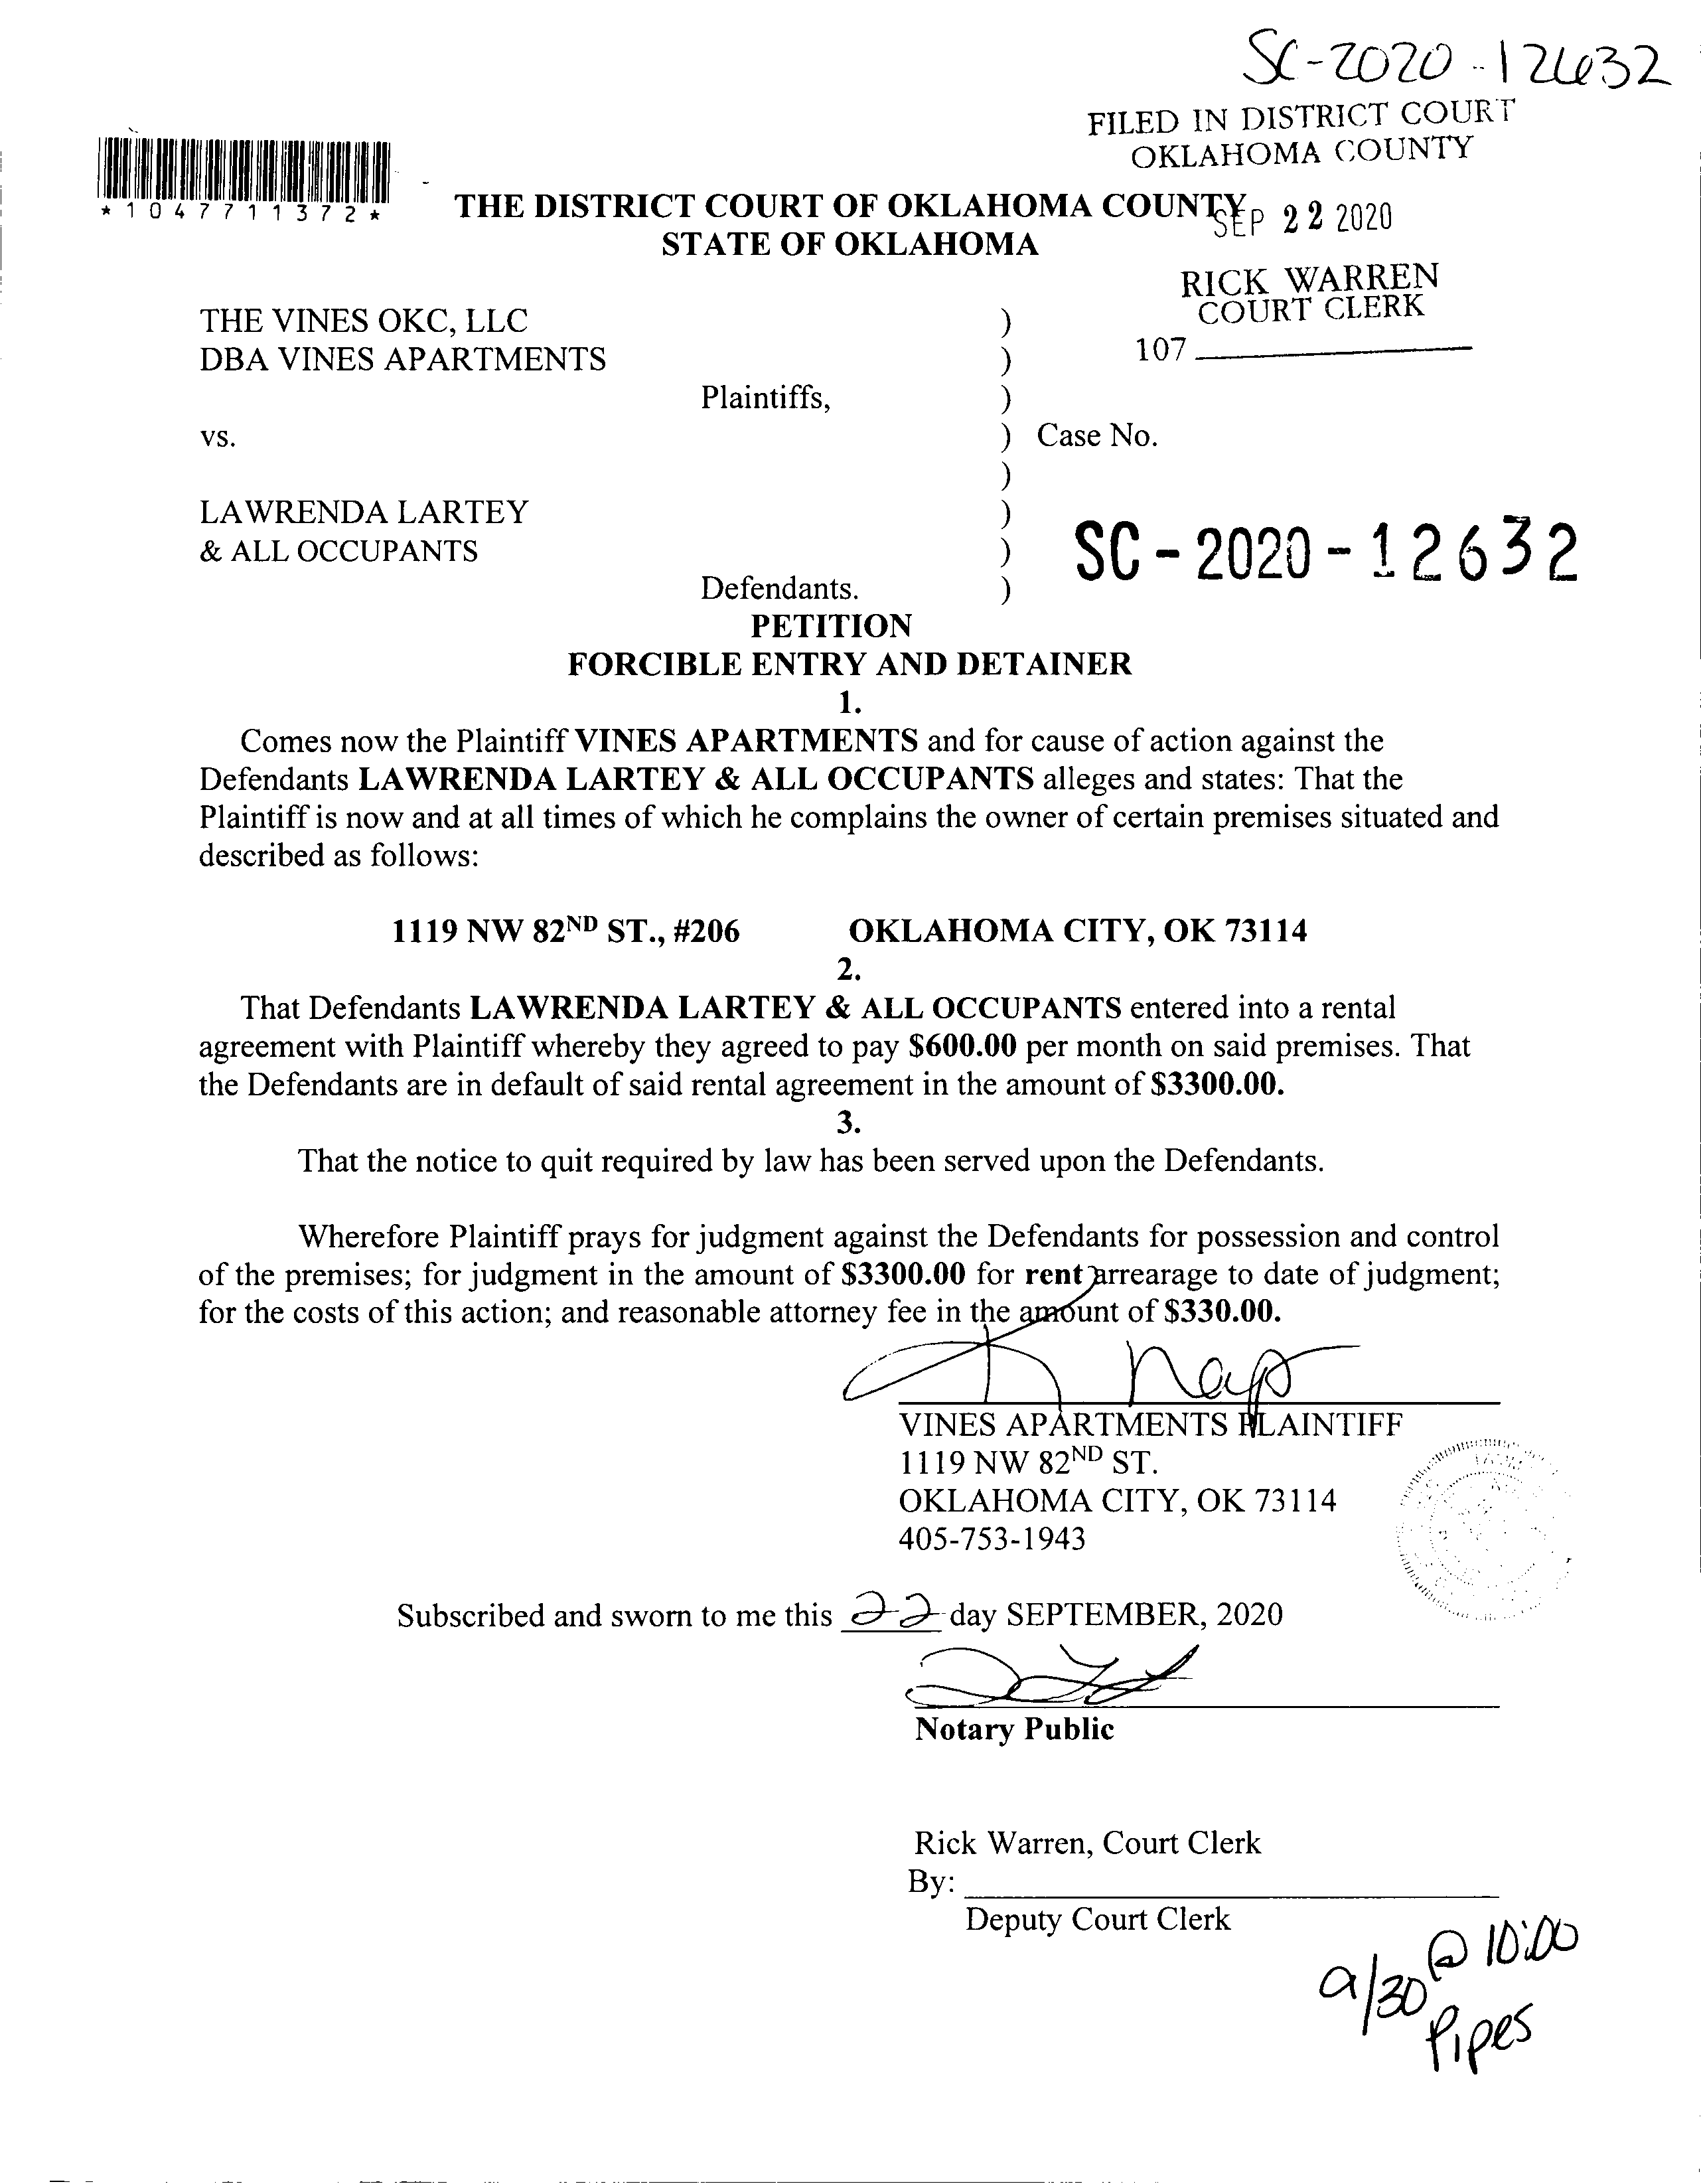 SC-2020-12632
FILED IN DISTRICT COURT
OKLAHOMA COUNTY
*1047711372*
THE DISTRICT COURT OF OKLAHOMA COUNTY
SEP 22 2020
STATE OF OKLAHOMA
RICK WARREN
COURT CLERK
107
THE VINES OKC, LLC )
DBA VINES APARTMENTS )
Plaintiffs, )
vs. ) Case No.
)
LAWRENDA LARTEY )
& ALL OCCUPANTS ) SC-2020-12632
Defendants. )
PETITION
FORCIBLE ENTRY AND DETAINER
1.
Comes now the Plaintiff VINES APARTMENTS and for cause of action against the
Defendants LAWRENDA LARTEY & ALL OCCUPANTS alleges and states: That the
Plaintiff is now and at all times of which he complains the owner of certain premises situated and
described as follows:
1119 NW 82ND ST., #206 OKLAHOMA CITY, OK 73114
2.
That Defendants LAWRENDA LARTEY & ALL OCCUPANTS entered into a rental
agreement with Plaintiff whereby they agreed to pay $600.00 per month on said premises. That
the Defendants are in default of said rental agreement in the amount of $3300.00.
3.
That the notice to quit required by law has been served upon the Defendants.
Wherefore Plaintiff prays for judgment against the Defendants for possession and control
of the premises; for judgment in the amount of $3300.00 for rent arrearage to date of judgment;
for the costs of this action; and reasonable attorney fee in the amount of $330.00.
VINES APARTMENTS PLAINTIFF
1119 NW 82ND ST.
OKLAHOMA CITY, OK 73114
405-753-1943
Subscribed and sworn to me this 22 day SEPTEMBER, 2020
Notary Public
Rick Warren, Court Clerk
By:
Deputy Court Clerk
9/30 @ 10:00
Pipes